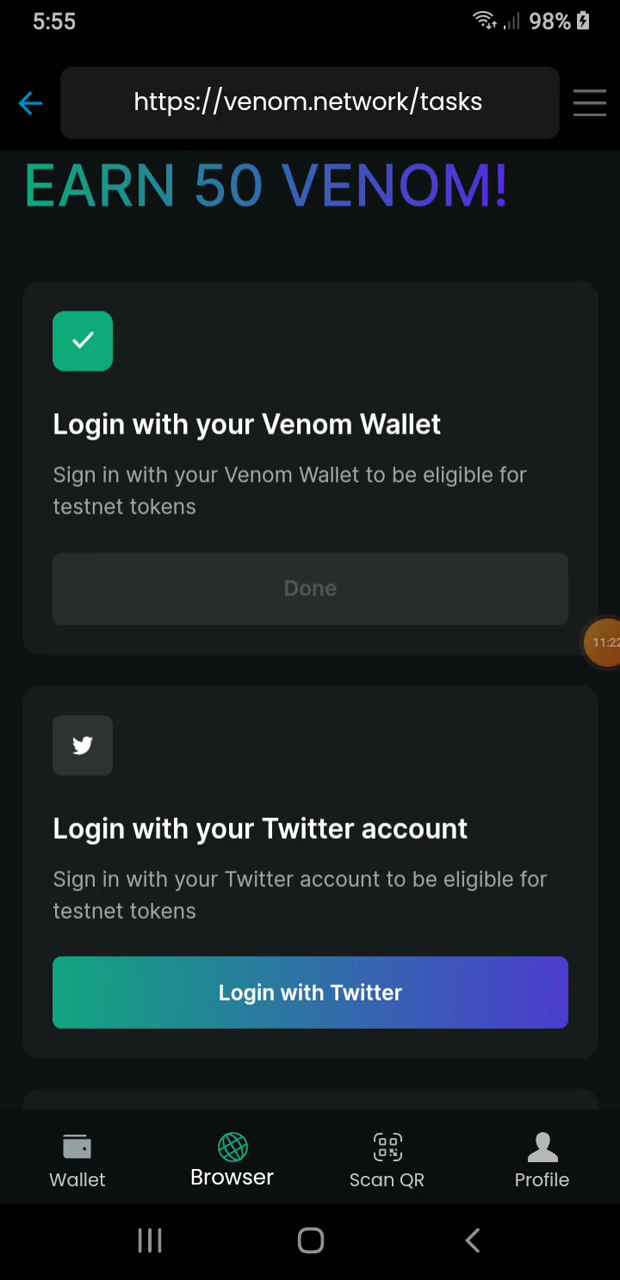 5:55
98%
https://venom.network/tasks
EARN 50 VENOM!
Login with your Venom Wallet
Sign in with your Venom Wallet to be eligible for
testnet tokens
Done
11:22
Login with your Twitter account
Sign in with your Twitter account to be eligible for
testnet tokens
Login with Twitter
Wallet
Browser
Scan QR
Profile